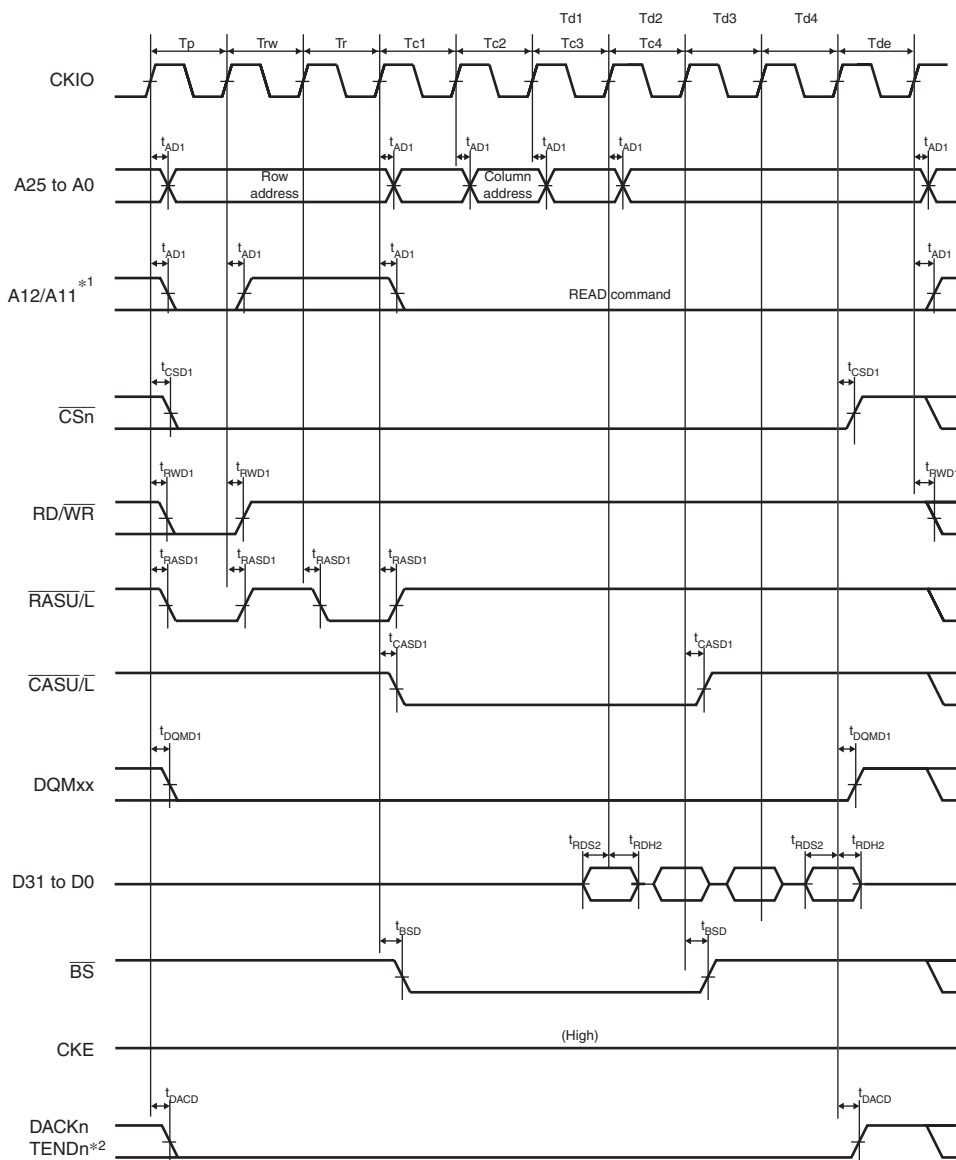 Td1 Td2 Td3 Td4
Tp Trw Tr Tc1 Tc2 Tc3 Tc4 Tde
CKIO
tAD1 tAD1 tAD1 tAD1 tAD1 tAD1
A25 to A0 Row address Column address
tAD1 tAD1 tAD1 tAD1
A12/A11*1 READ command
tCSD1 tCSD1
CSn
tRWD1 tRWD1 tRWD1
RD/WR
tRASD1 tRASD1 tRASD1 tRASD1
RASU/L
tCASD1 tCASD1
CASU/L
tDQMD1 tDQMD1
DQMxx
tRDS2 tRDH2 tRDS2 tRDH2
D31 to D0
tBSD tBSD
BS
(High)
CKE
tDACD tDACD
DACKn
TENDn*2